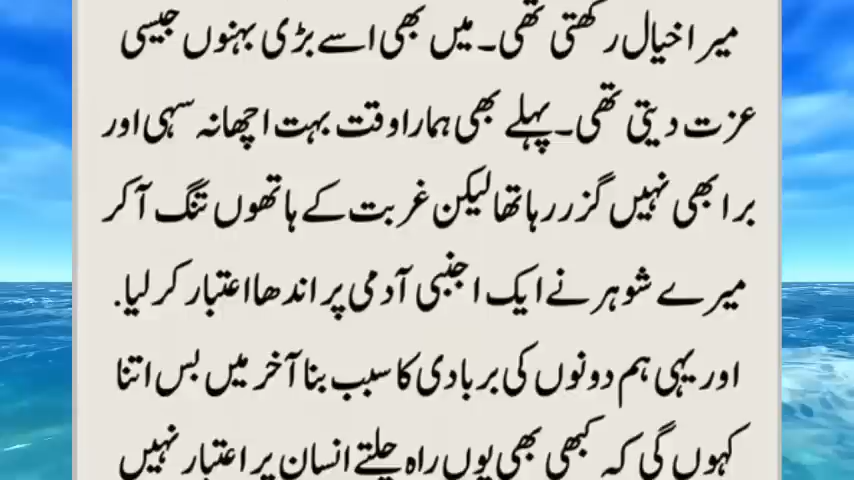 میرا خیال رکھتی تھی۔ میں بھی اسے بڑی بہنوں جیسی
عزت دیتی تھی۔ پہلے بھی ہمارا وقت بہت اچھا نہ سہی اور
برا بھی نہیں گزر رہا تھا لیکن غربت کے ہاتھوں تنگ آ کر
میرے شوہر نے ایک اجنبی آدمی پر اندھا اعتبار کر لیا.
اور یہی ہم دونوں کی بربادی کا سبب بنا آخر میں بس اتنا
کہوں گی کہ کبھی بھی یوں راہ چلتے انسان پر اعتبار نہیں